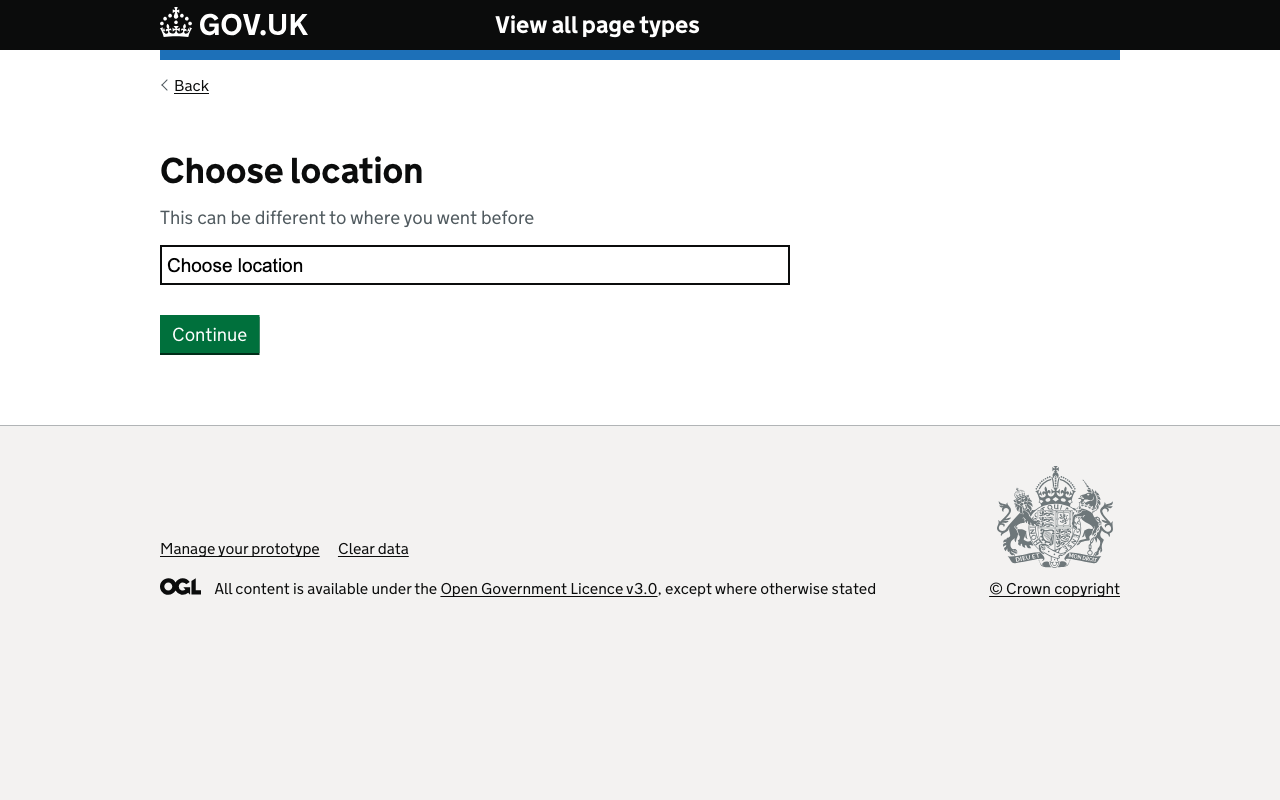 GOV.UK
View all page types
Back
Choose location
This can be different to where you went before
Choose location
Continue
Manage your prototype
Clear data
OGL
All content is available under the Open Government Licence v3.0, except where otherwise stated
© Crown copyright